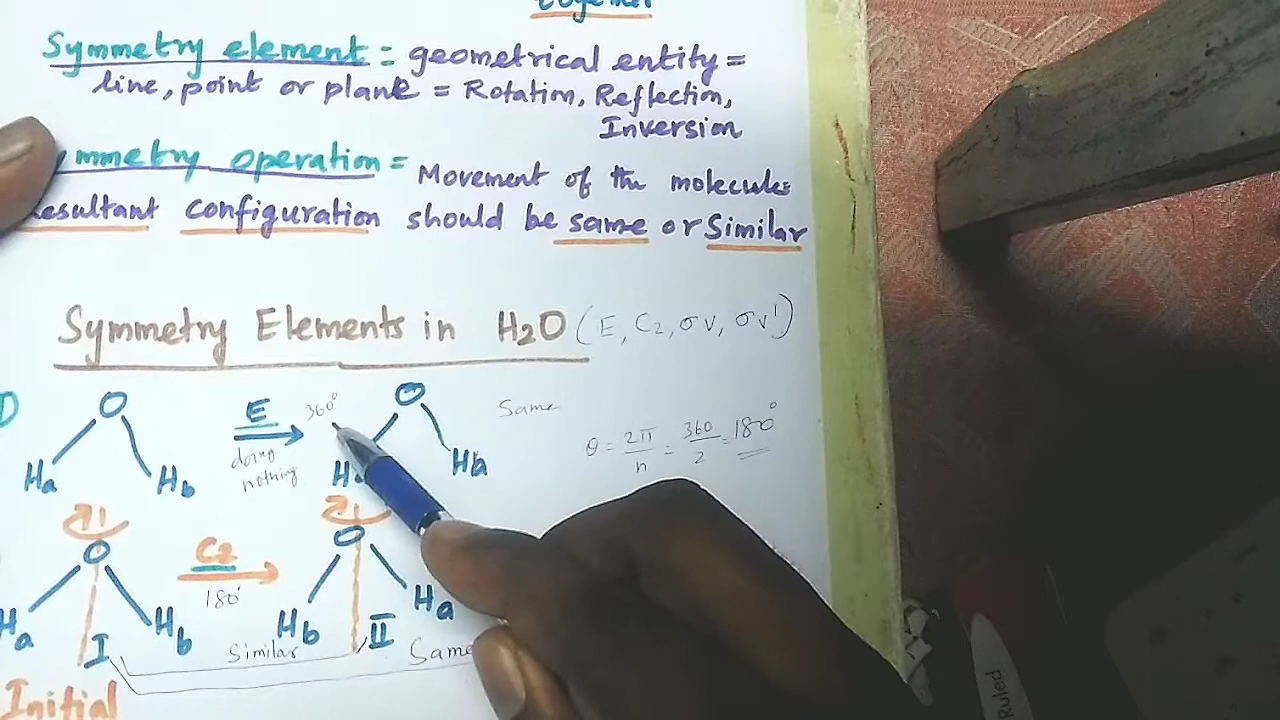 together
Symmetry element = geometrical entity =
line, point or plane = Rotation, Reflection,
Inversion
mmetry operation = Movement of the molecules
esultant configuration should be same or Similar
Symmetry Elements in H2O (E, C2, σv, σv')
O E 360° O Same
doing nothing
θ = 2π/n = 360/2 = 180°
Ha Hb Hb
O C2 O
180°
Ha Hb Hb Ha
I Similar II Same
Initial
Ruled